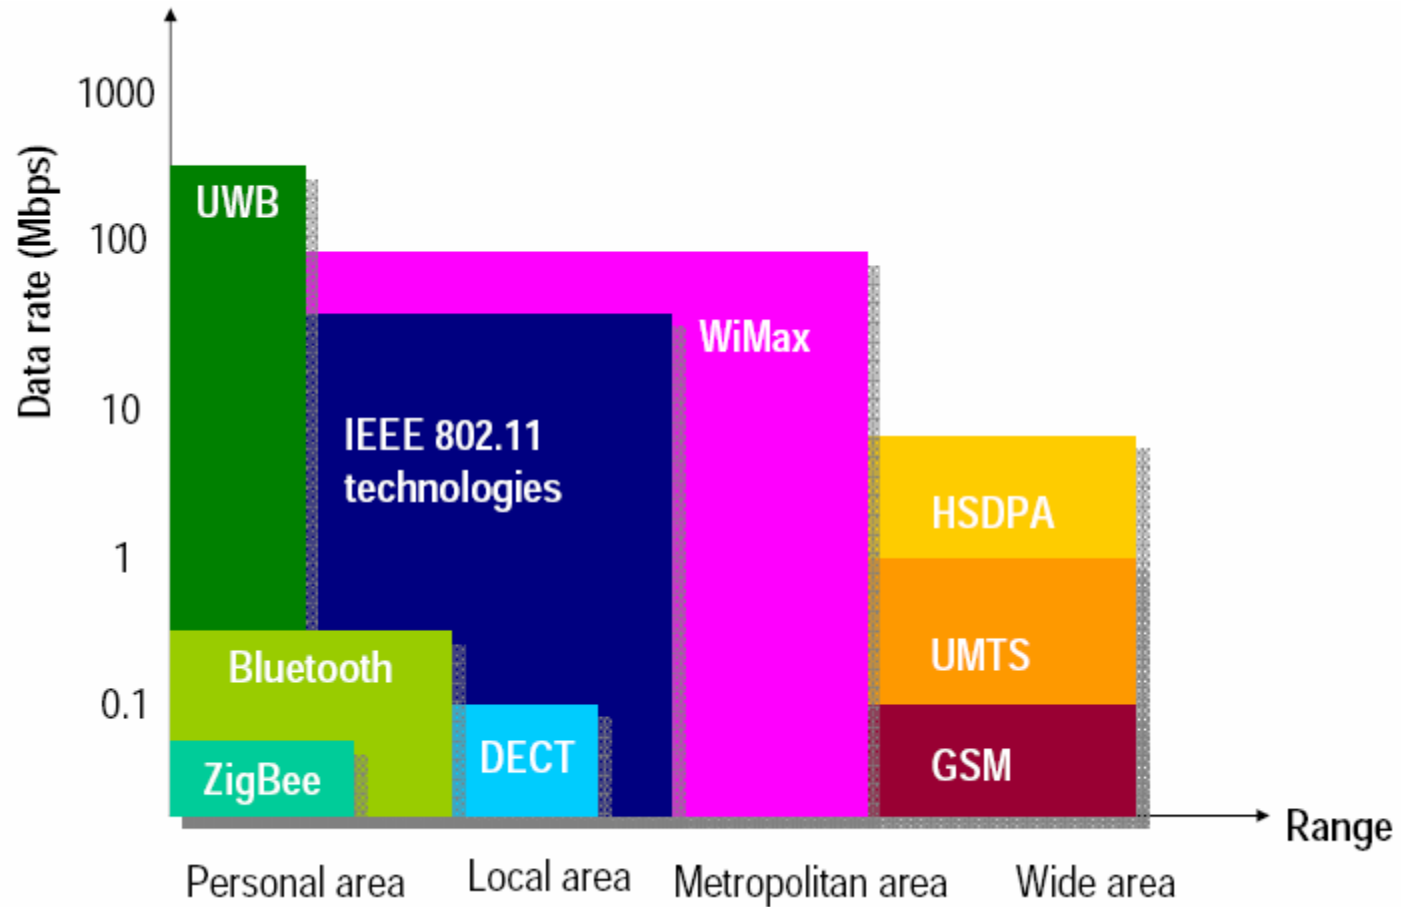 1000
Data rate (Mbps)
UWB
100
WiMax
10
IEEE 802.11
technologies
HSDPA
1
UMTS
Bluetooth
0.1
DECT
GSM
ZigBee
Range
Personal area
Local area
Metropolitan area
Wide area